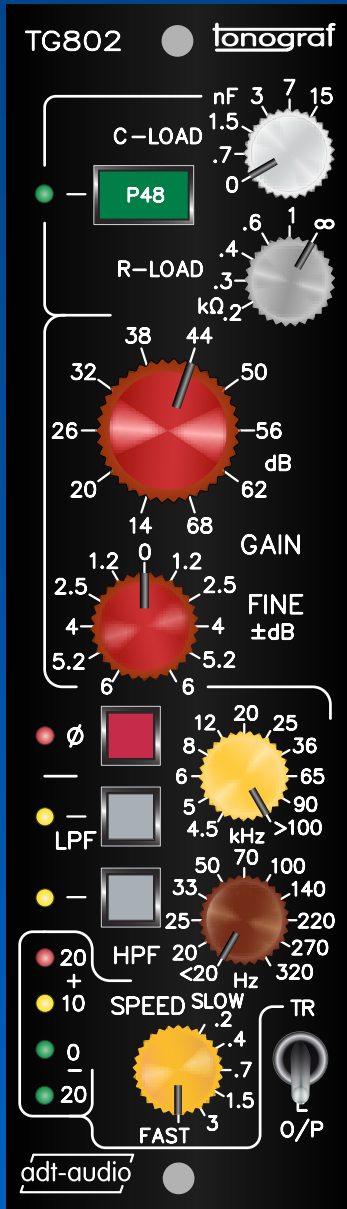 TG802 tonograf
nF
0 .7 1.5 3 7 15
C-LOAD
P48
R-LOAD
kΩ
.2 .3 .4 .6 1 ∞
14 20 26 32 38 44 50 56 62 68
dB
GAIN
6 5.2 4 2.5 1.2 0 1.2 2.5 4 5.2 6
FINE
±dB
ø
4.5 5 6 8 12 20 25 36 65 90 >100
kHz
LPF
<20 20 25 33 50 70 100 140 220 270 320
Hz
HPF
20
+
10
0
-
20
SPEED SLOW
.2 .4 .7 1.5 3
FAST
TR
O/P
adt-audio